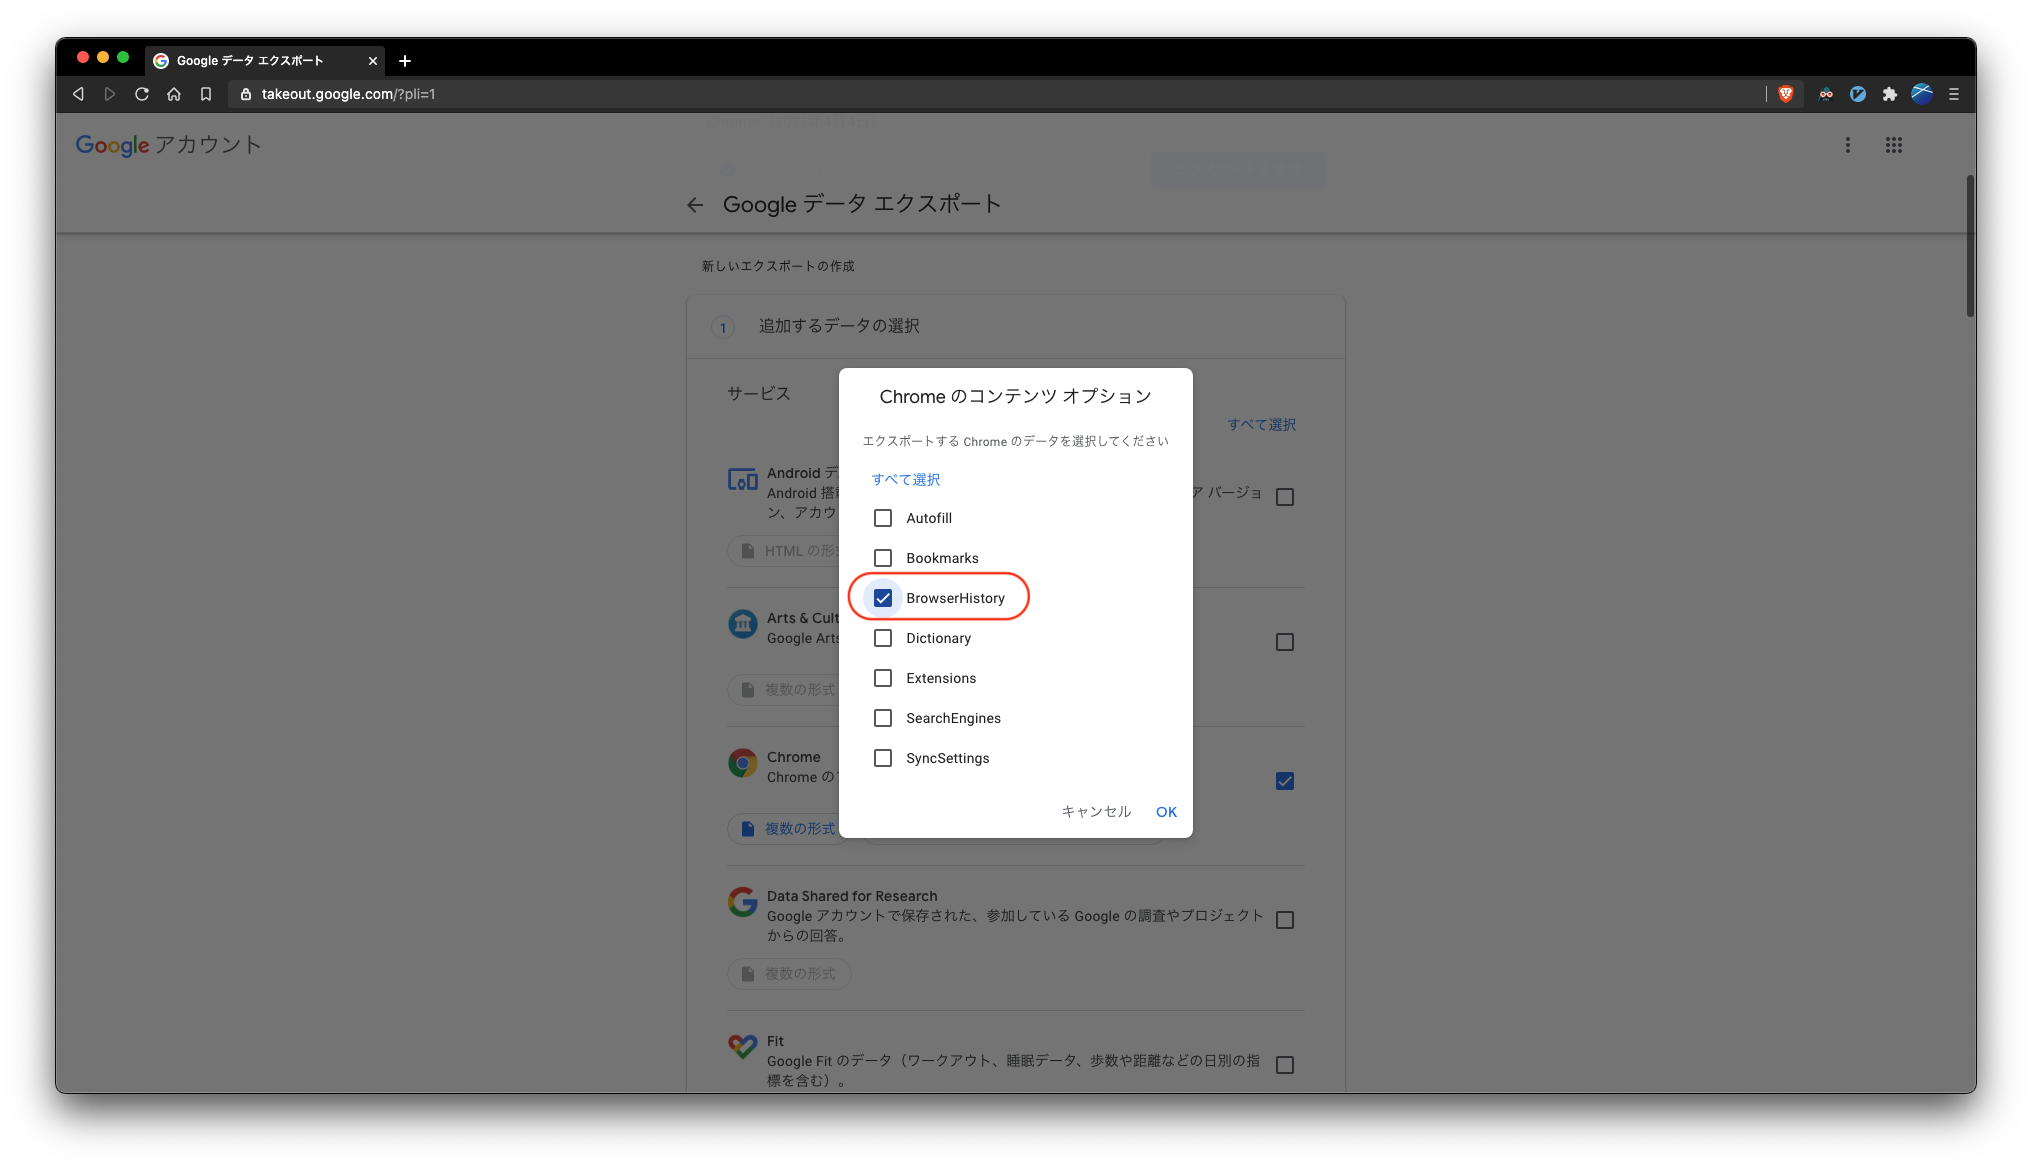 Google データ エクスポート
takeout.google.com/?pli=1
Google アカウント
Google データ エクスポート
新しいエクスポートの作成
1 追加するデータの選択
サービス
すべて選択
Android デ
Android 搭
ア バージョ
ン、アカウ
HTML の形
Arts & Cult
Google Arts
複数の形式
Chrome
Chrome の
複数の形式
Chrome のコンテンツ オプション
エクスポートする Chrome のデータを選択してください
すべて選択
Autofill
Bookmarks
BrowserHistory
Dictionary
Extensions
SearchEngines
SyncSettings
キャンセル OK
Data Shared for Research
Google アカウントで保存された、参加している Google の調査やプロジェクト
からの回答。
複数の形式
Fit
Google Fit のデータ（ワークアウト、睡眠データ、歩数や距離などの日別の指
標を含む）。